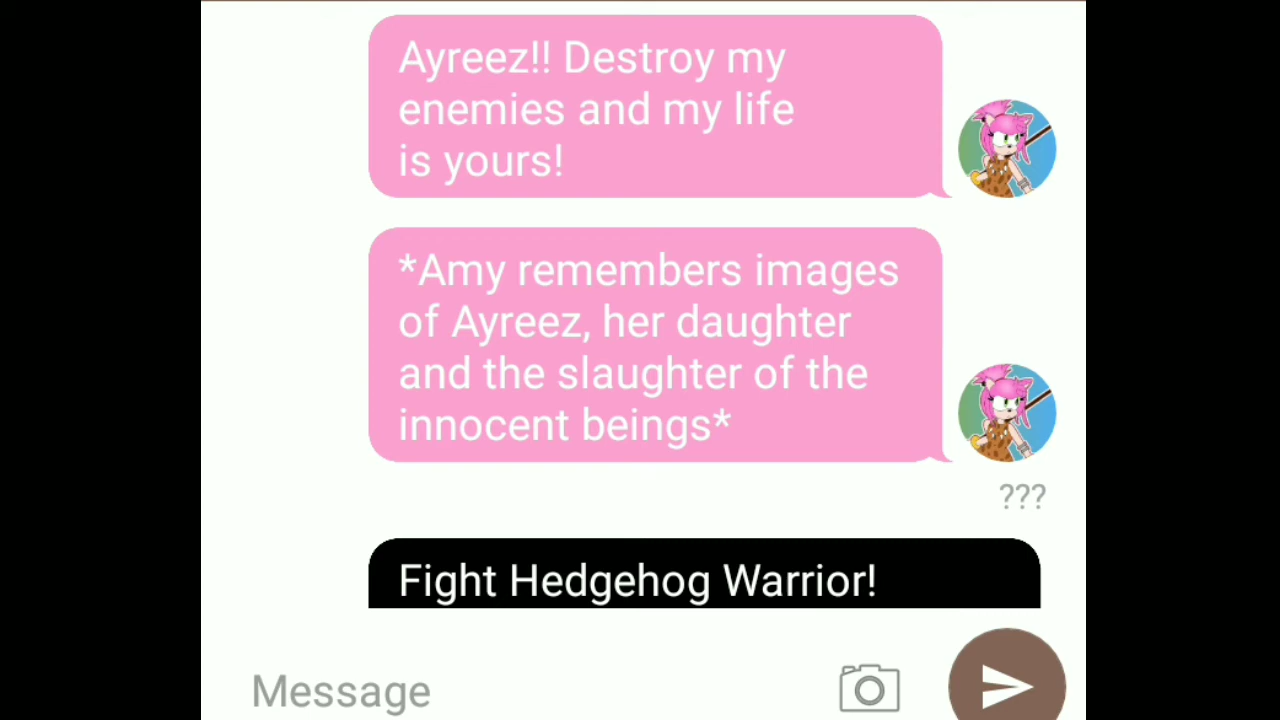 Ayreez!! Destroy my
enemies and my life
is yours!
*Amy remembers images
of Ayreez, her daughter
and the slaughter of the
innocent beings*
???
Fight Hedgehog Warrior!
Message